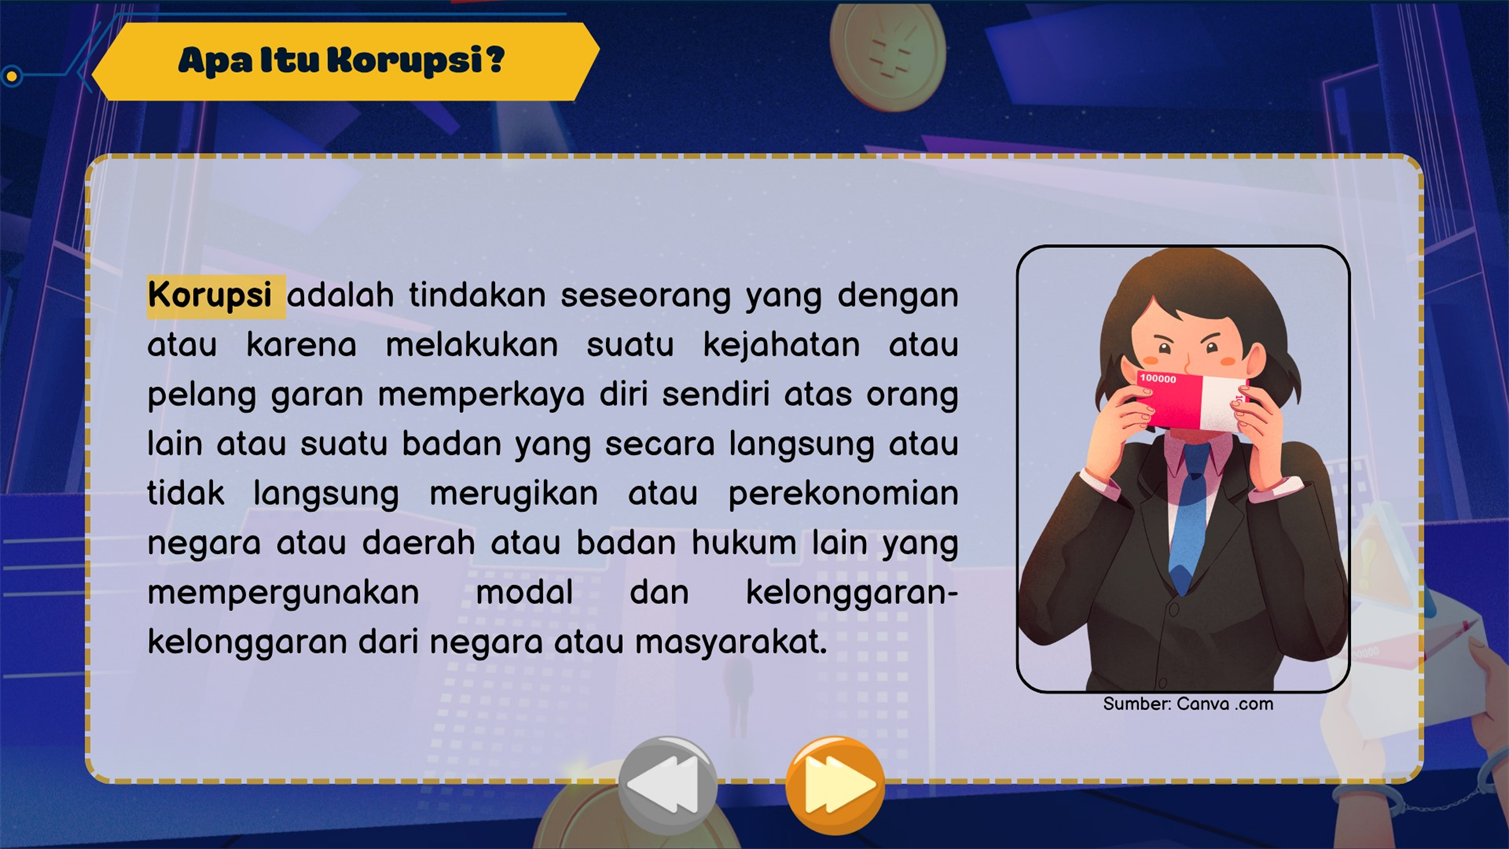 Apa Itu Korupsi?
Korupsi adalah tindakan seseorang yang dengan
atau karena melakukan suatu kejahatan atau
pelang garan memperkaya diri sendiri atas orang
lain atau suatu badan yang secara langsung atau
tidak langsung merugikan atau perekonomian
negara atau daerah atau badan hukum lain yang
mempergunakan modal dan kelonggaran-
kelonggaran dari negara atau masyarakat.
100000
Sumber: Canva .com